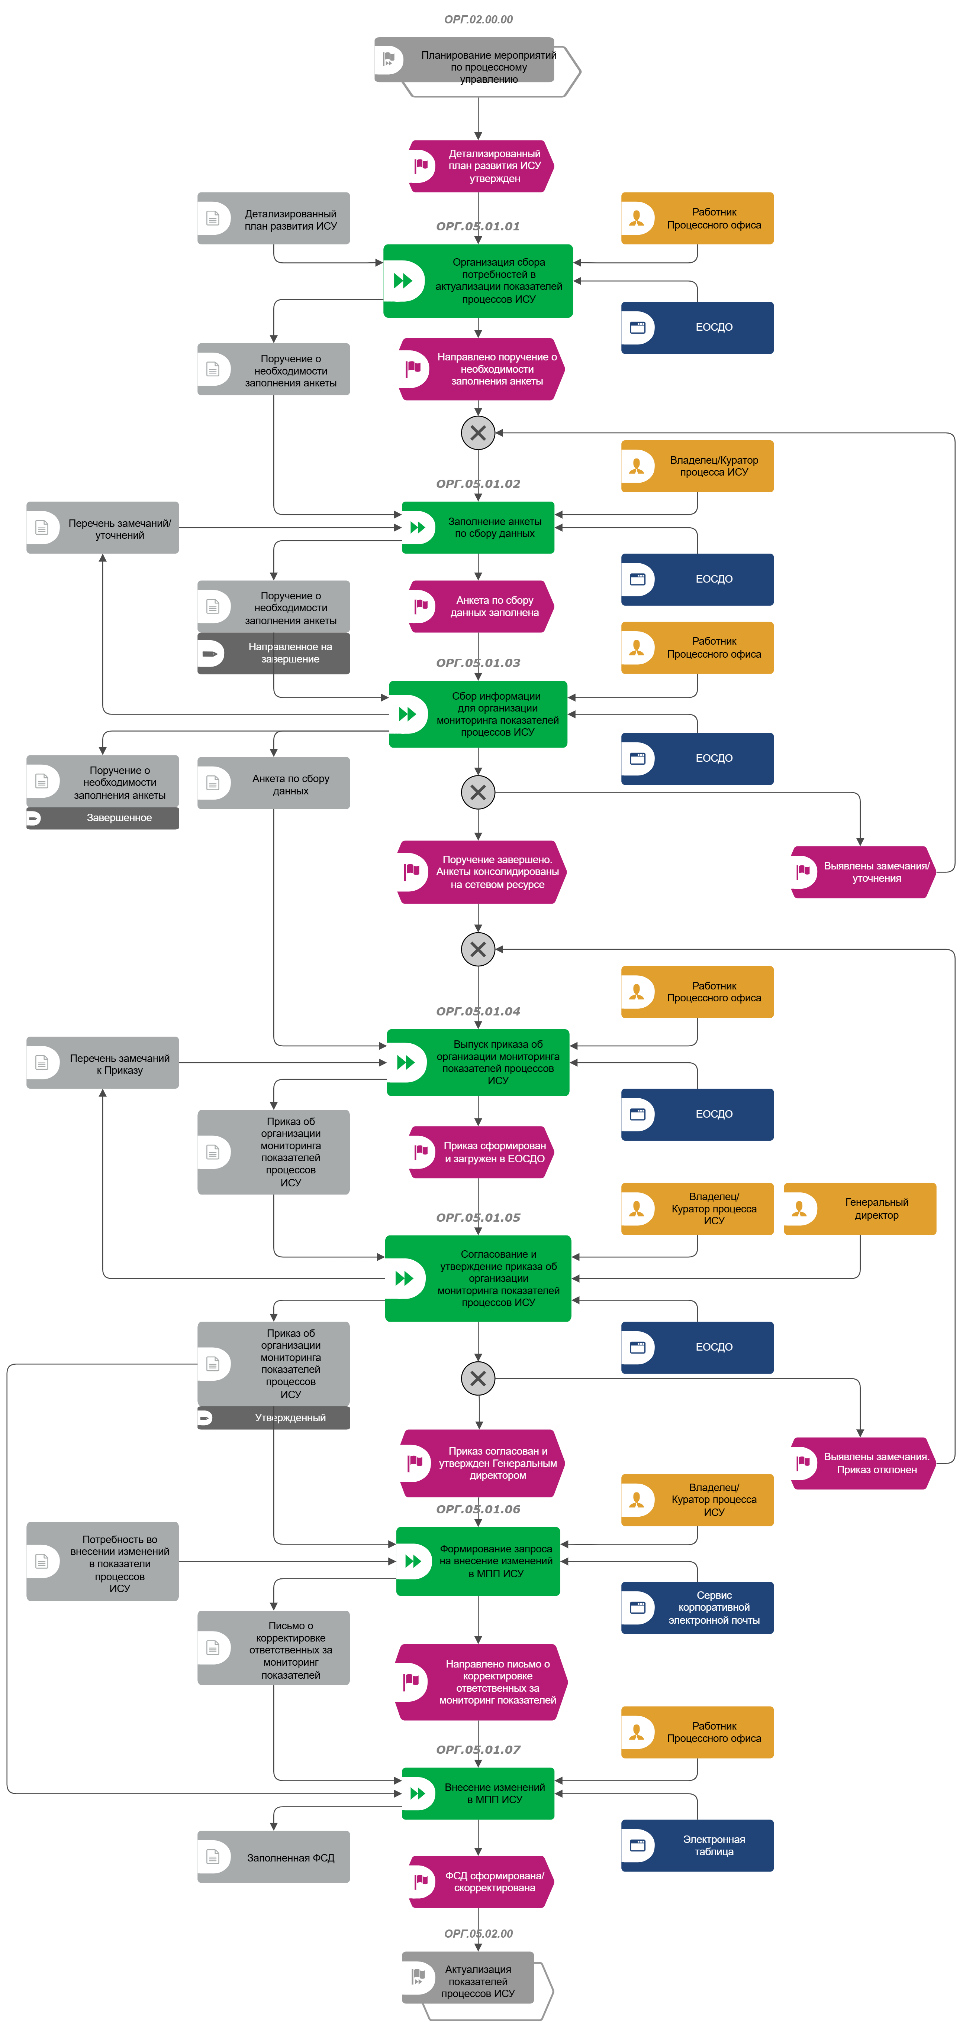 ОРГ.02.00.00
Планирование мероприятий
по процессному
управлению
Детализированный
план развития ИСУ
утвержден
Детализированный
план развития ИСУ
Работник
Процессного офиса
ОРГ.05.01.01
Организация сбора
потребностей в
актуализации показателей
процессов ИСУ
ЕОСДО
Поручение о
необходимости
заполнения анкеты
Направлено поручение о
необходимости
заполнения анкеты
Владелец/Куратор
процесса ИСУ
ОРГ.05.01.02
Перечень замечаний/
уточнений
Заполнение анкеты
по сбору данных
ЕОСДО
Поручение о
необходимости
заполнения анкеты
Направленное на
завершение
Анкета по сбору
данных заполнена
Работник
Процессного офиса
ОРГ.05.01.03
Сбор информации
для организации
мониторинга показателей
процессов ИСУ
ЕОСДО
Поручение о
необходимости
заполнения анкеты
Завершенное
Анкета по сбору
данных
Поручение завершено.
Анкеты консолидированы
на сетевом ресурсе
Выявлены замечания/
уточнения
Работник
Процессного офиса
ОРГ.05.01.04
Перечень замечаний
к Приказу
Выпуск приказа об
организации мониторинга
показателей процессов
ИСУ
ЕОСДО
Приказ об
организации
мониторинга
показателей
процессов
ИСУ
Приказ сформирован
и загружен в ЕОСДО
Владелец/
Куратор процесса
ИСУ
Генеральный
директор
ОРГ.05.01.05
Согласование и
утверждение приказа об
организации
мониторинга показателей
процессов ИСУ
ЕОСДО
Приказ об
организации
мониторинга
показателей
процессов
ИСУ
Утвержденный
Приказ согласован и
утвержден Генеральным
директором
Выявлены замечания.
Приказ отклонен
Владелец/
Куратор процесса
ИСУ
ОРГ.05.01.06
Потребность во
внесении изменений
в показатели
процессов
ИСУ
Формирование запроса
на внесение изменений
в МПП ИСУ
Сервис
корпоративной
электронной почты
Письмо о
корректировке
ответственных за
мониторинг
показателей
Направлено письмо о
корректировке
ответственных за
мониторинг показателей
Работник
Процессного офиса
ОРГ.05.01.07
Внесение изменений
в МПП ИСУ
Электронная
таблица
Заполненная ФСД
ФСД сформирована/
скорректирована
ОРГ.05.02.00
Актуализация
показателей
процессов ИСУ